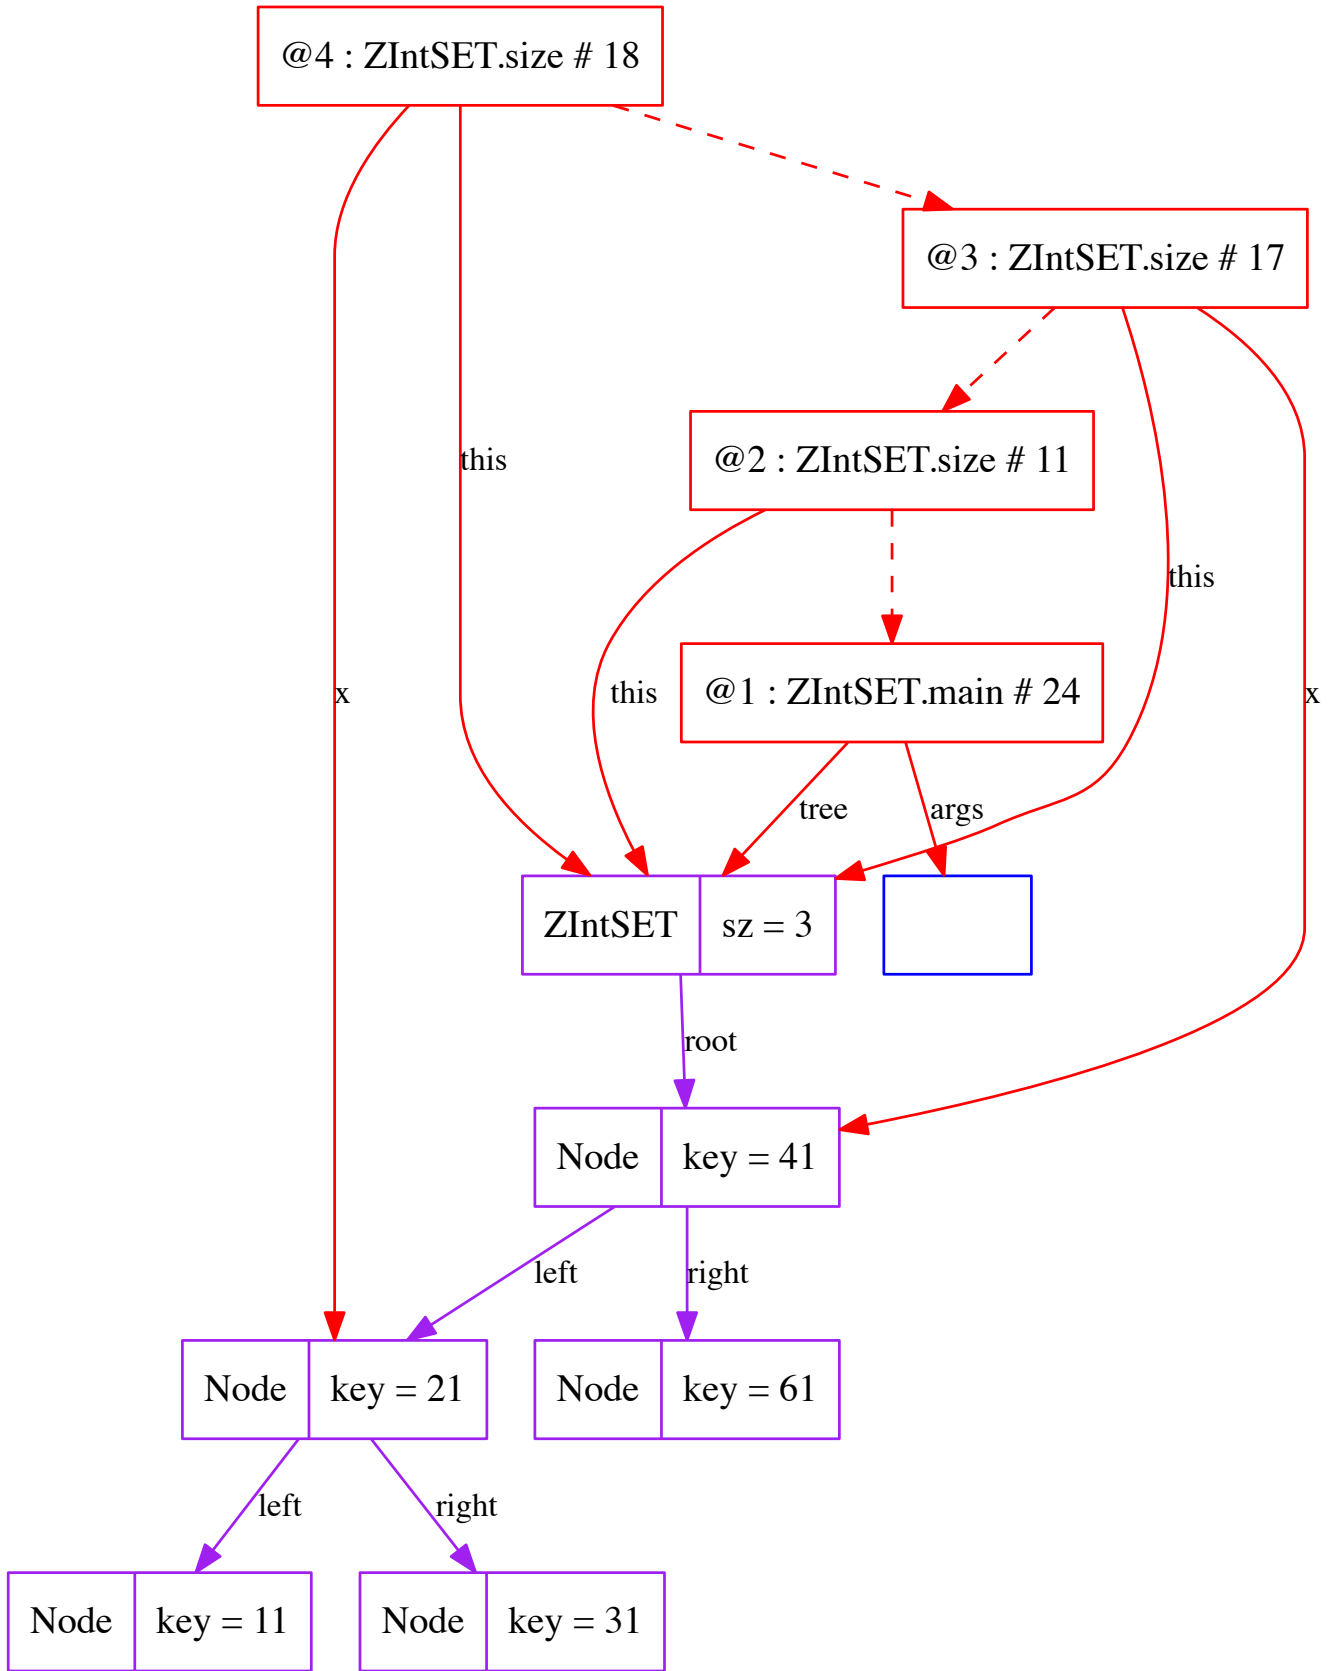 @4 : ZIntSET.size # 18
@3 : ZIntSET.size # 17
@2 : ZIntSET.size # 11
this
this
x
this
@1 : ZIntSET.main # 24
x
tree
args
ZIntSET
sz = 3
root
Node
key = 41
left
right
Node
key = 21
Node
key = 61
left
right
Node
key = 11
Node
key = 31